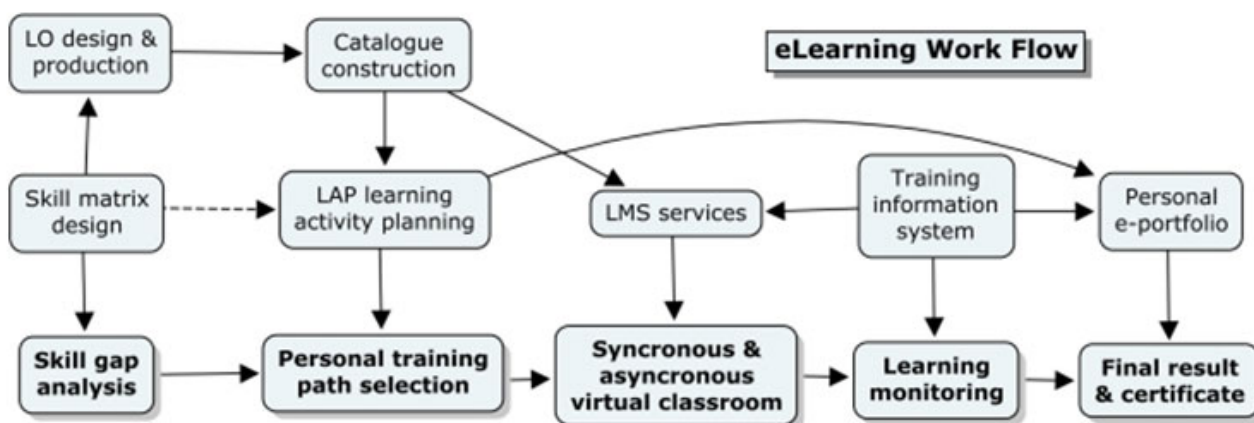 LO design &
production
Catalogue
construction
eLearning Work Flow
Skill matrix
design
LAP learning
activity planning
LMS services
Training
information
system
Personal
e-portfolio
Skill gap
analysis
Personal training
path selection
Syncronous &
asyncronous
virtual classroom
Learning
monitoring
Final result
& certificate